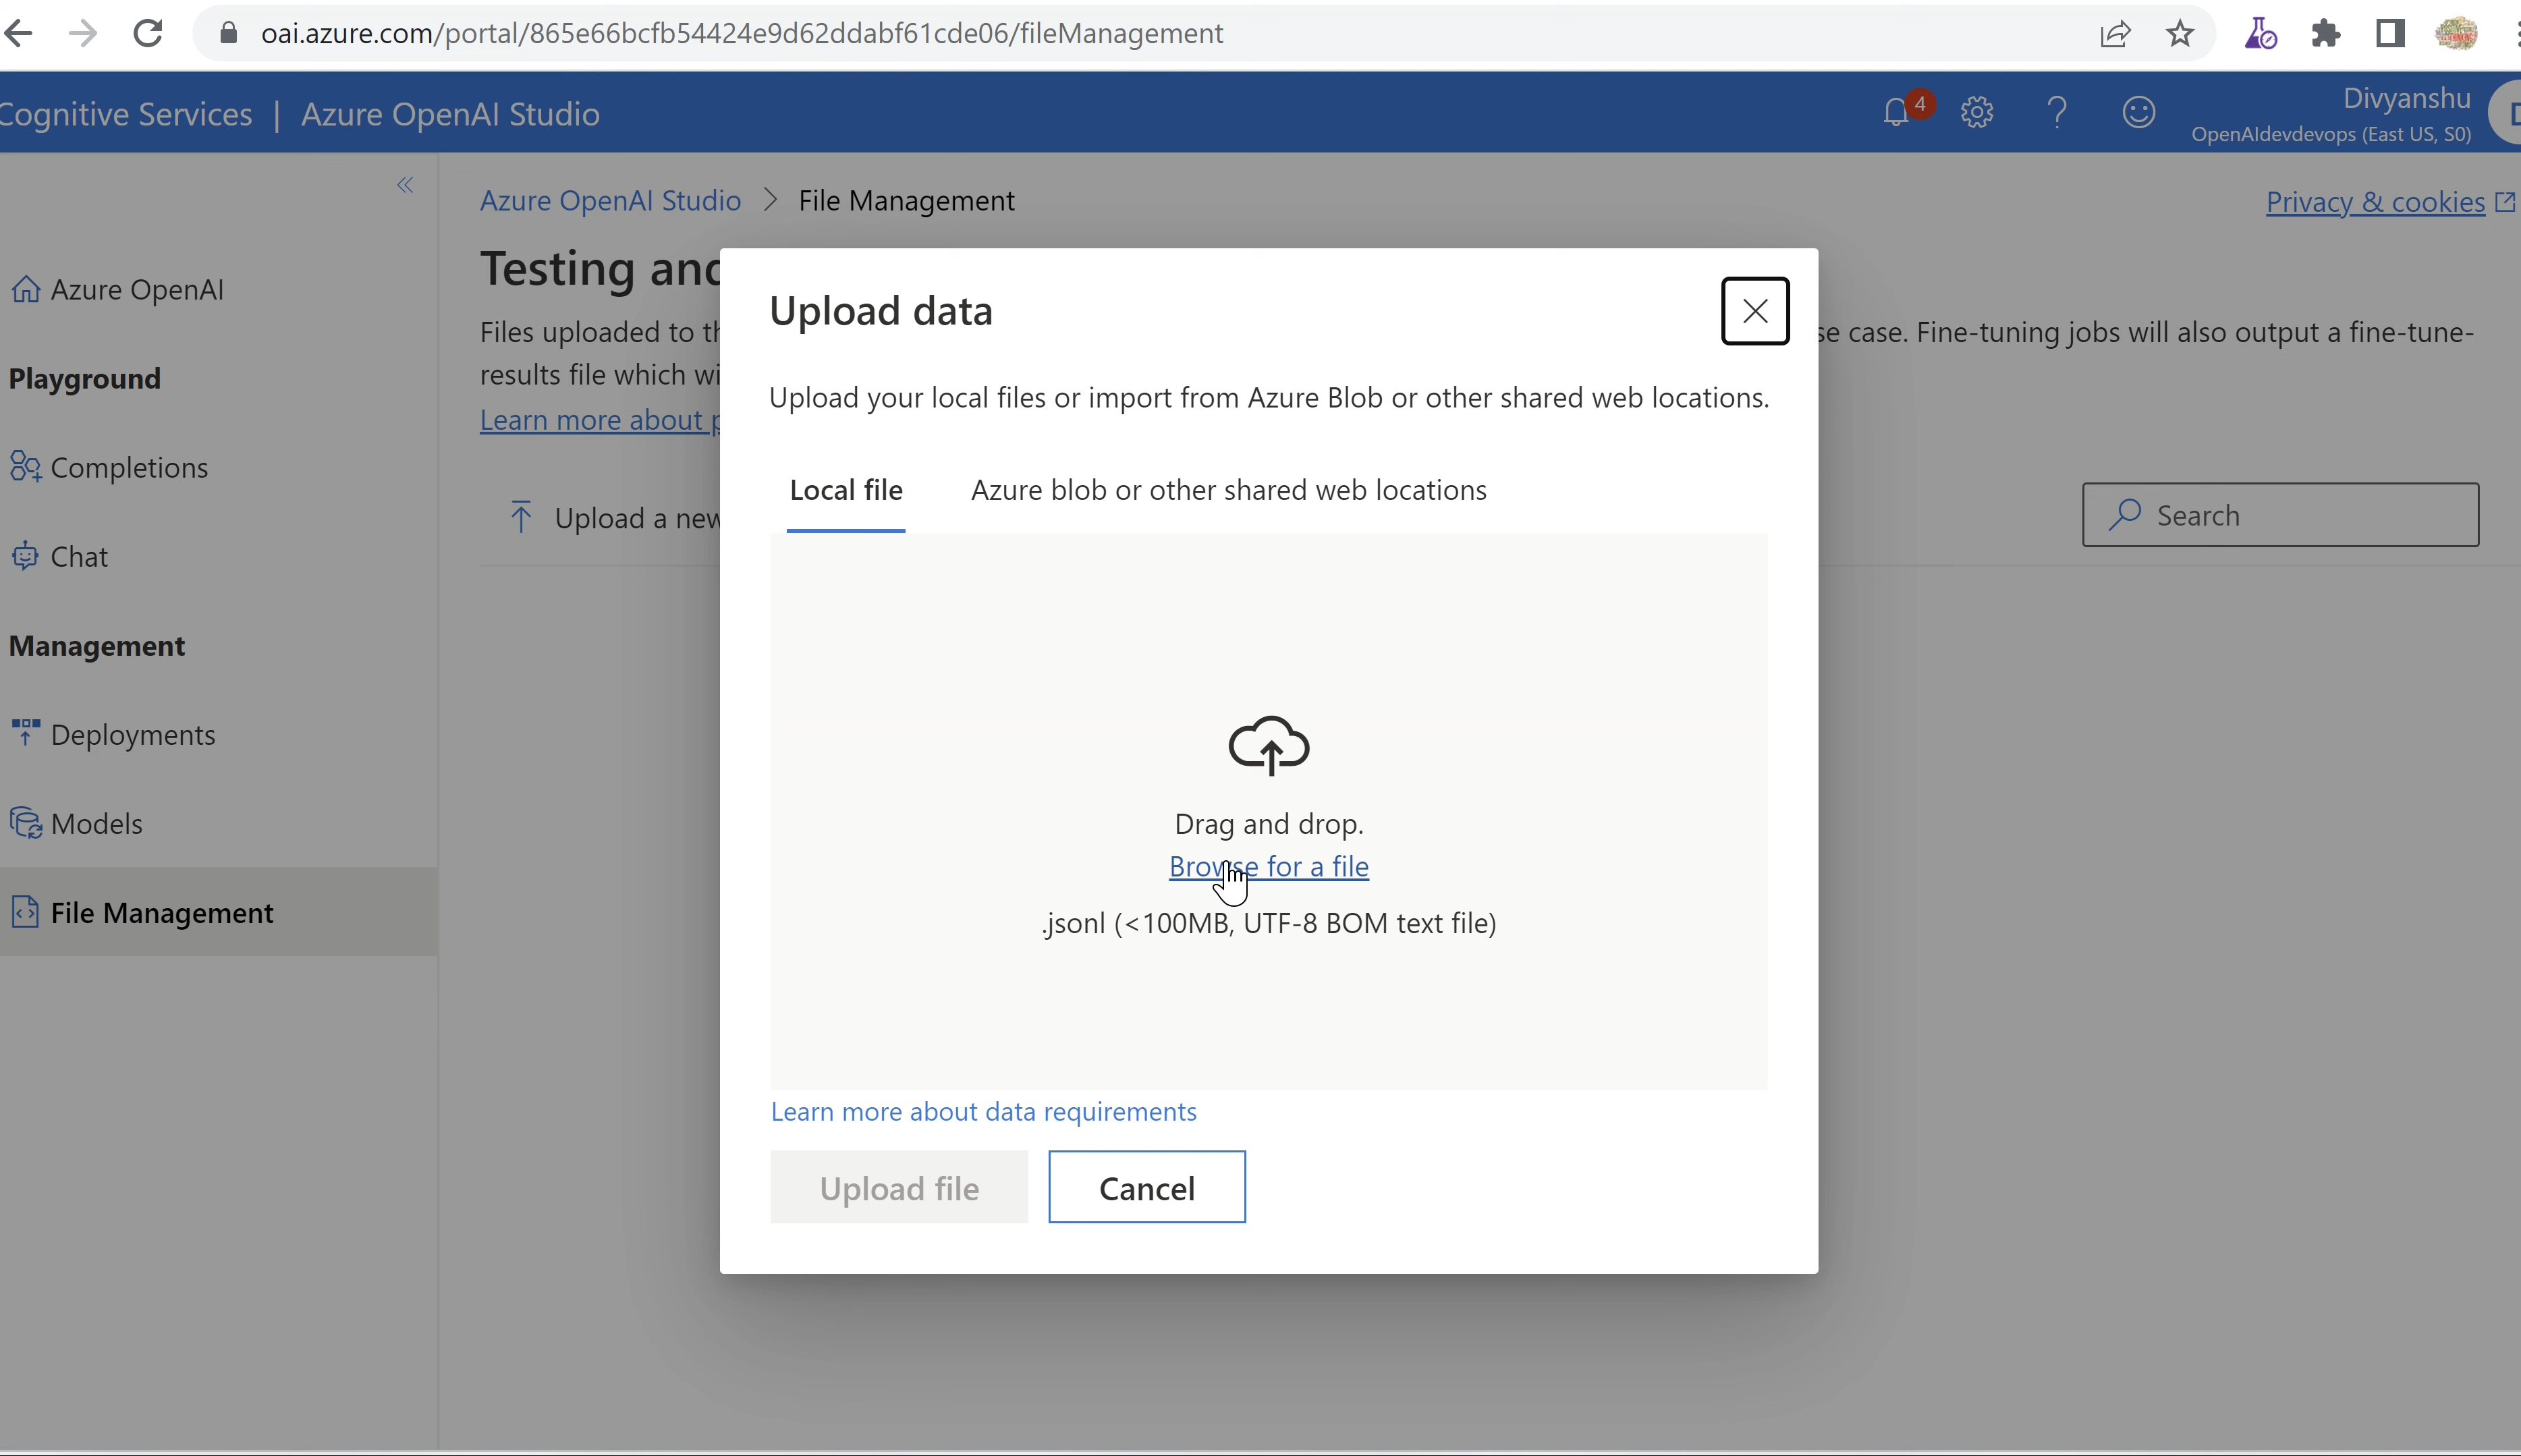 oai.azure.com/portal/865e66bcfb54424e9d62ddabf61cde06/fileManagement
Cognitive Services | Azure OpenAI Studio
4
Divyanshu
OpenAIdevdevops (East US, S0)
Azure OpenAI Studio > File Management
Privacy & cookies
Azure OpenAI
Playground
Completions
Chat
Management
Deployments
Models
File Management
Testing and
Files uploaded to th
se case. Fine-tuning jobs will also output a fine-tune-
results file which wi
Learn more about p
Upload a new
Search
Upload data
Upload your local files or import from Azure Blob or other shared web locations.
Local file
Azure blob or other shared web locations
Drag and drop.
Browse for a file
.jsonl (<100MB, UTF-8 BOM text file)
Learn more about data requirements
Upload file
Cancel